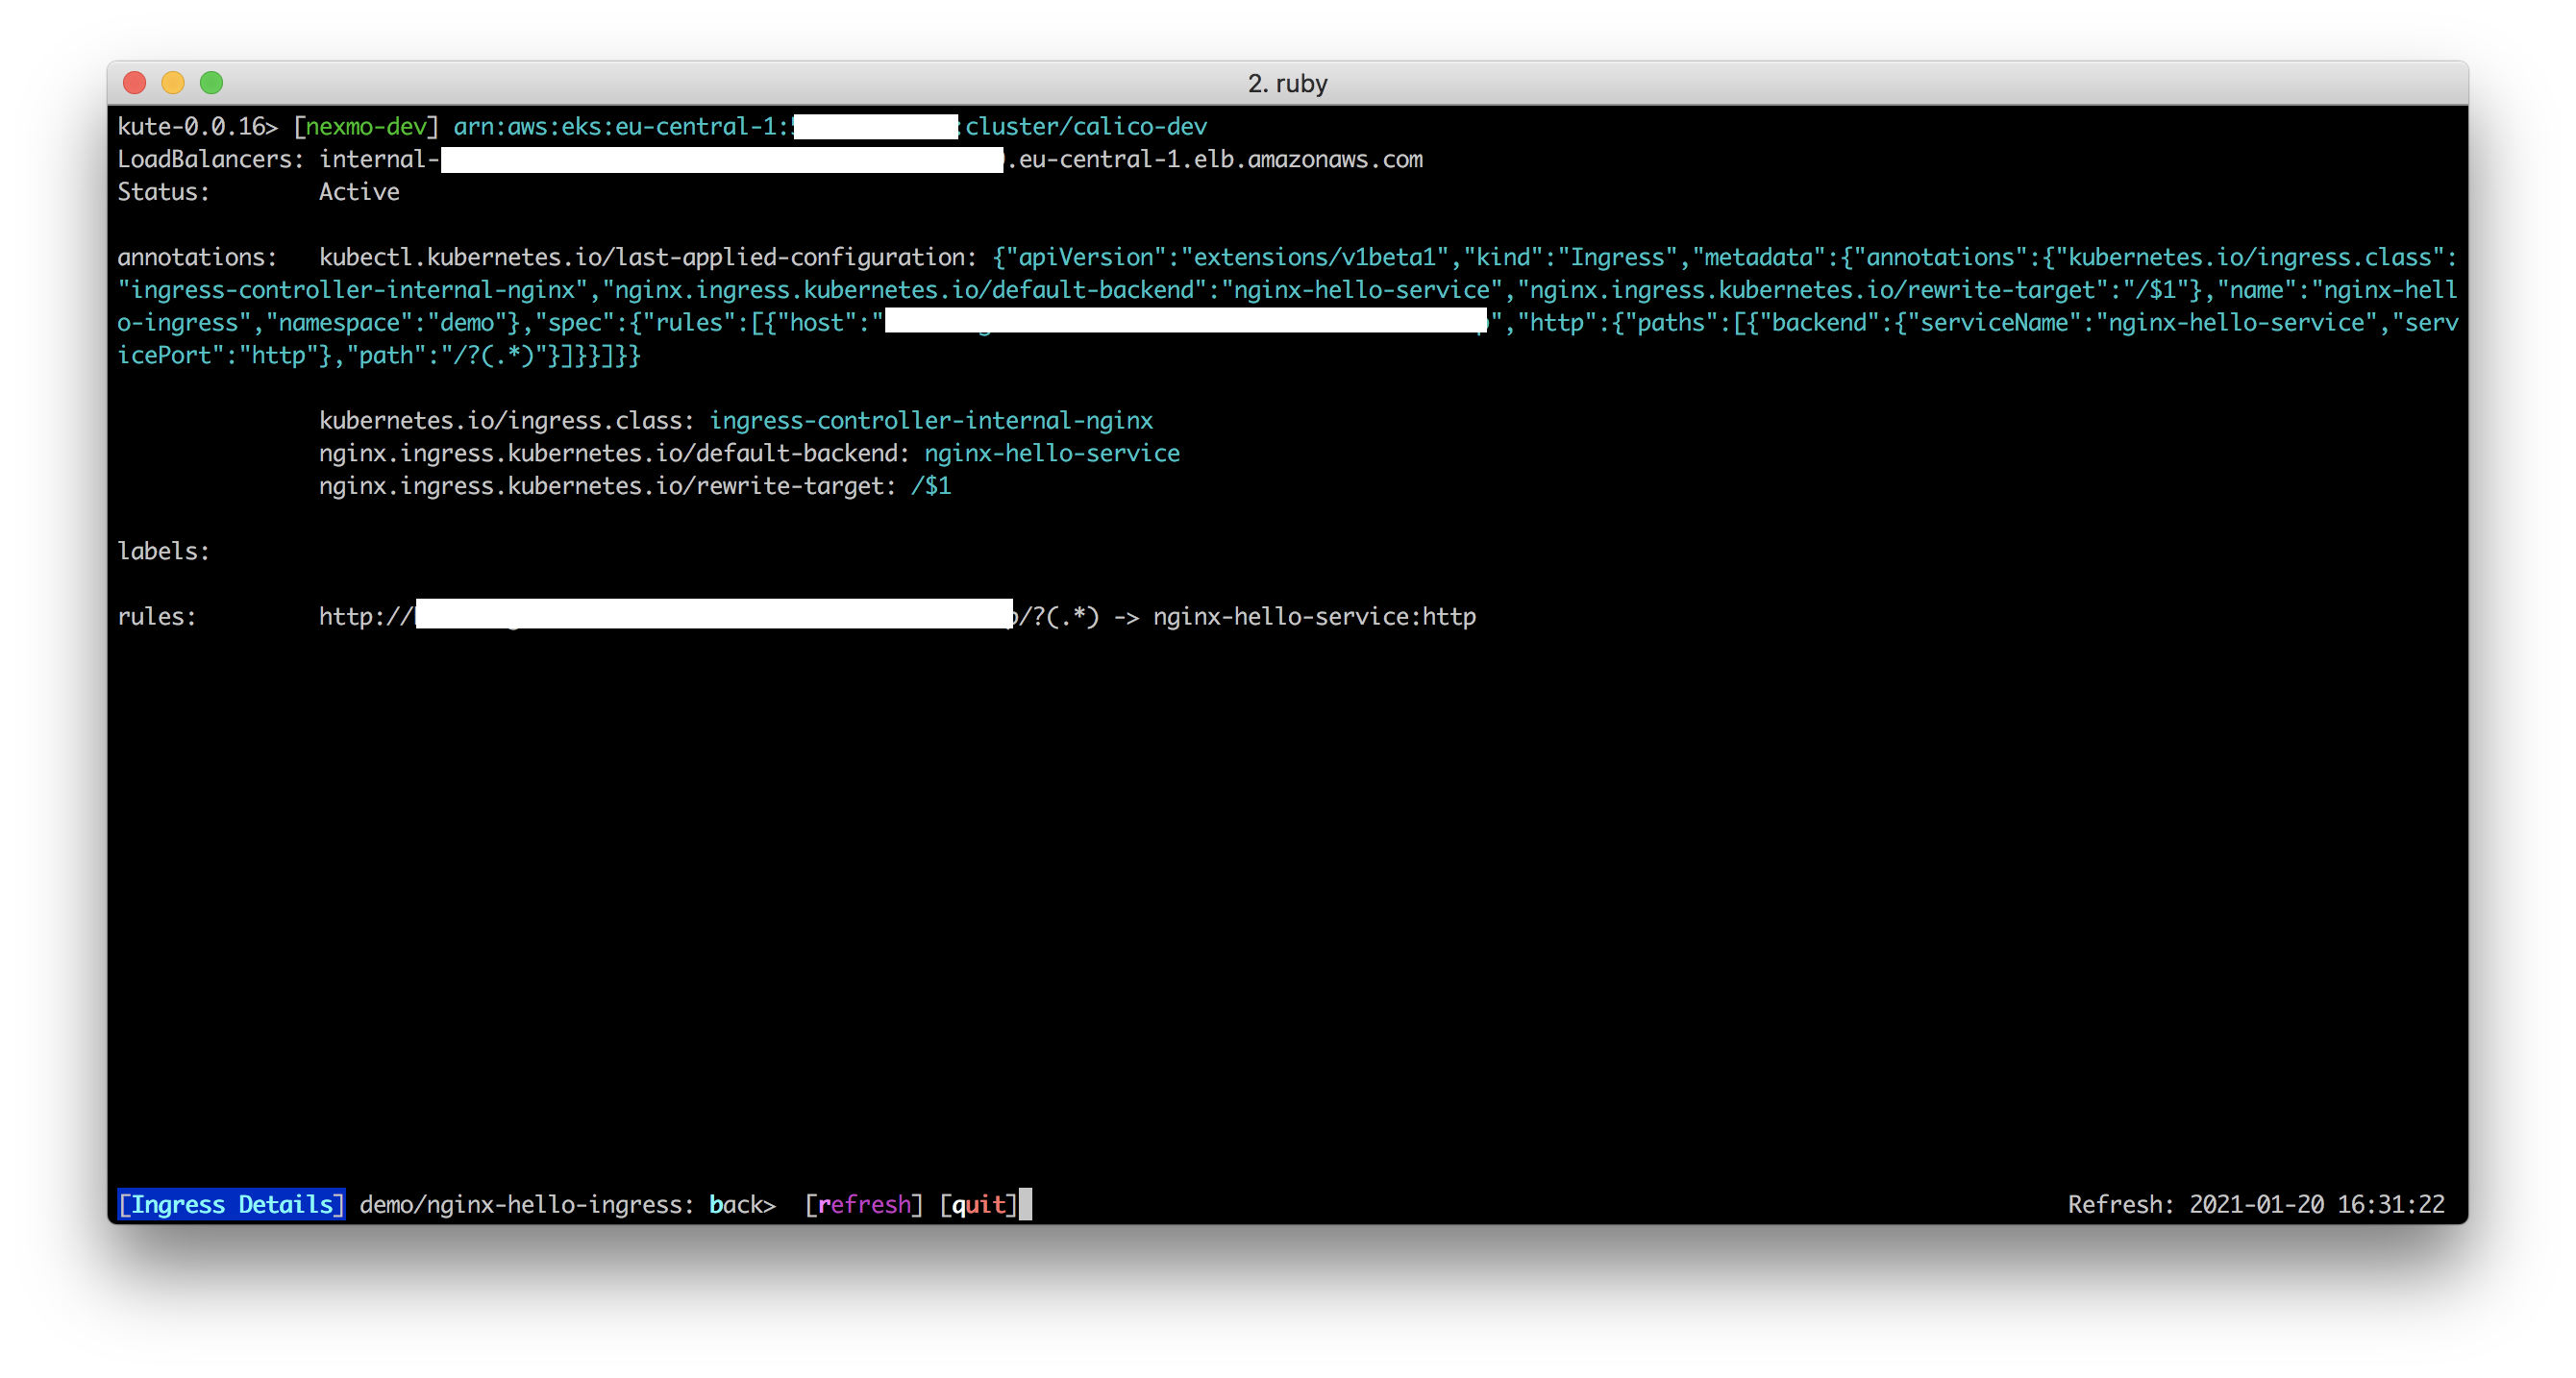 2. ruby
kute-0.0.16> [nexmo-dev] arn:aws:eks:eu-central-1: :cluster/calico-dev
LoadBalancers: internal- .eu-central-1.elb.amazonaws.com
Status: Active
annotations: kubectl.kubernetes.io/last-applied-configuration: {"apiVersion":"extensions/v1beta1","kind":"Ingress","metadata":{"annotations":{"kubernetes.io/ingress.class":
"ingress-controller-internal-nginx","nginx.ingress.kubernetes.io/default-backend":"nginx-hello-service","nginx.ingress.kubernetes.io/rewrite-target":"/$1"},"name":"nginx-hell
o-ingress","namespace":"demo"},"spec":{"rules":[{"host":" ","http":{"paths":[{"backend":{"serviceName":"nginx-hello-service","serv
icePort":"http"},"path":"/?(.*)"}]}}]}}
kubernetes.io/ingress.class: ingress-controller-internal-nginx
nginx.ingress.kubernetes.io/default-backend: nginx-hello-service
nginx.ingress.kubernetes.io/rewrite-target: /$1
labels:
rules: http:// /?(.*) -> nginx-hello-service:http
[Ingress Details] demo/nginx-hello-ingress: back> [refresh] [quit] Refresh: 2021-01-20 16:31:22